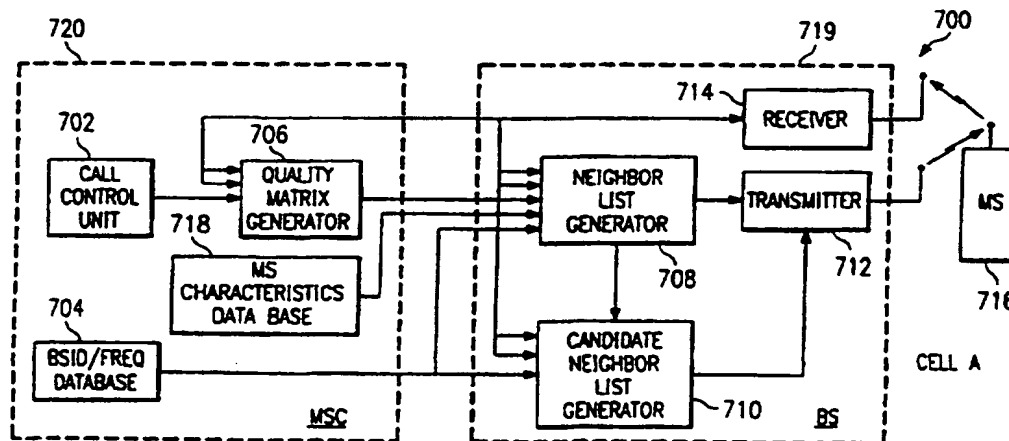 720
719
700
714
RECEIVER
702
706
CALL
CONTROL
UNIT
QUALITY
MATRIX
GENERATOR
NEIGHBOR
LIST
GENERATOR
TRANSMITTER
MS
718
708
712
716
MS
CHARACTERISTICS
DATA BASE
704
BSID/FREQ
DATABASE
CANDIDATE
NEIGHBOR
LIST
GENERATOR
CELL A
710
MSC
BS